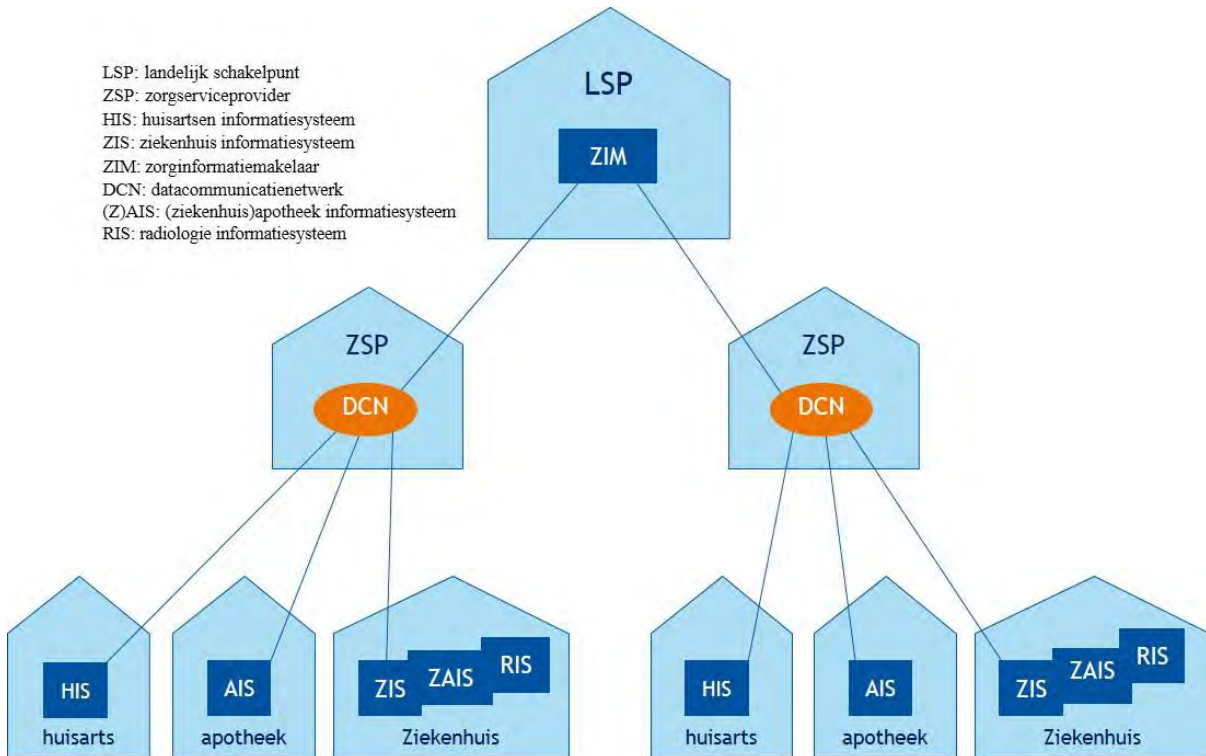 LSP: landelijk schakelpunt
ZSP: zorgserviceprovider
HIS: huisartsen informatiesysteem
ZIS: ziekenhuis informatiesysteem
ZIM: zorginformatiemakelaar
DCN: datacommunicatienetwerk
(Z)AIS: (ziekenhuis)apotheek informatiesysteem
RIS: radiologie informatiesysteem
LSP
ZIM
ZSP
DCN
ZSP
DCN
HIS
huisarts
AIS
apotheek
ZIS
ZAIS
RIS
Ziekenhuis
HIS
huisarts
AIS
apotheek
ZIS
ZAIS
RIS
Ziekenhuis